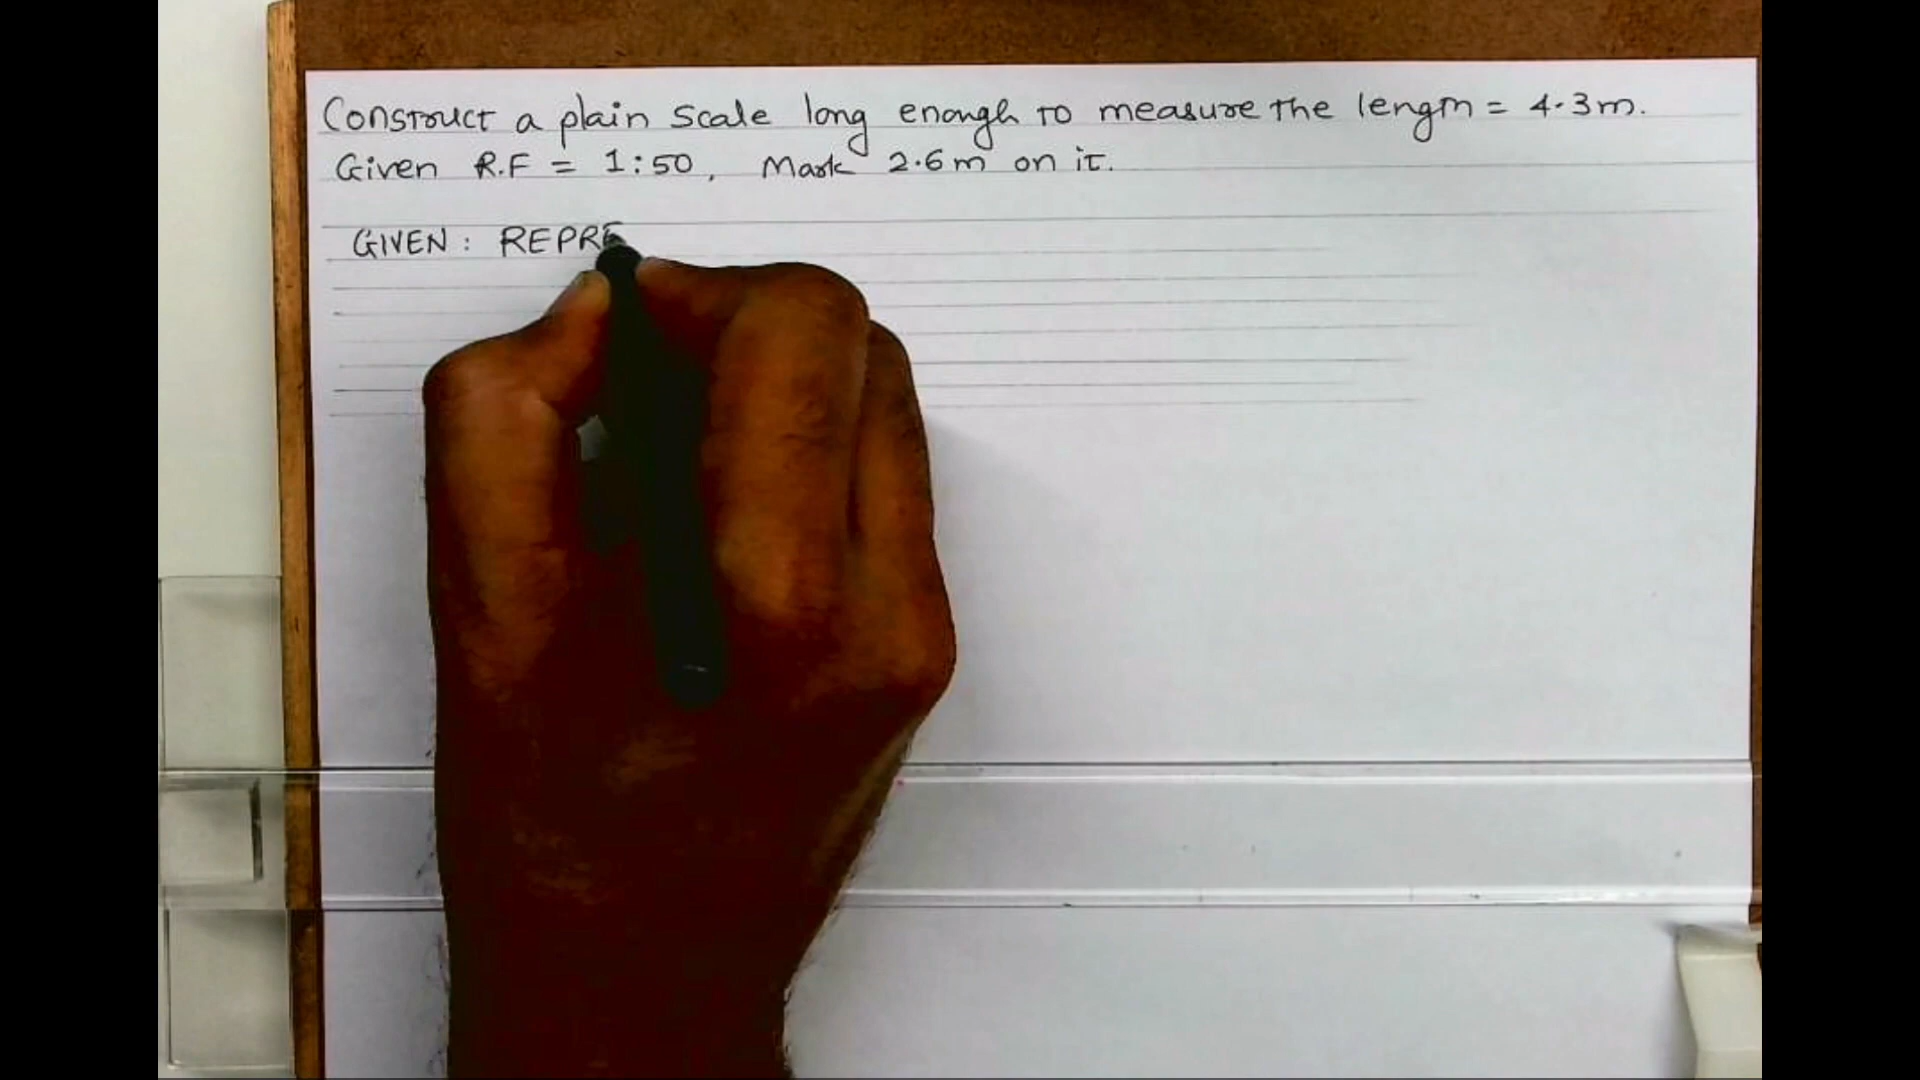 Construct a plain scale long enough to measure the length = 4.3m.
Given R.F = 1:50, Mark 2.6m on it.
GIVEN: REPRE